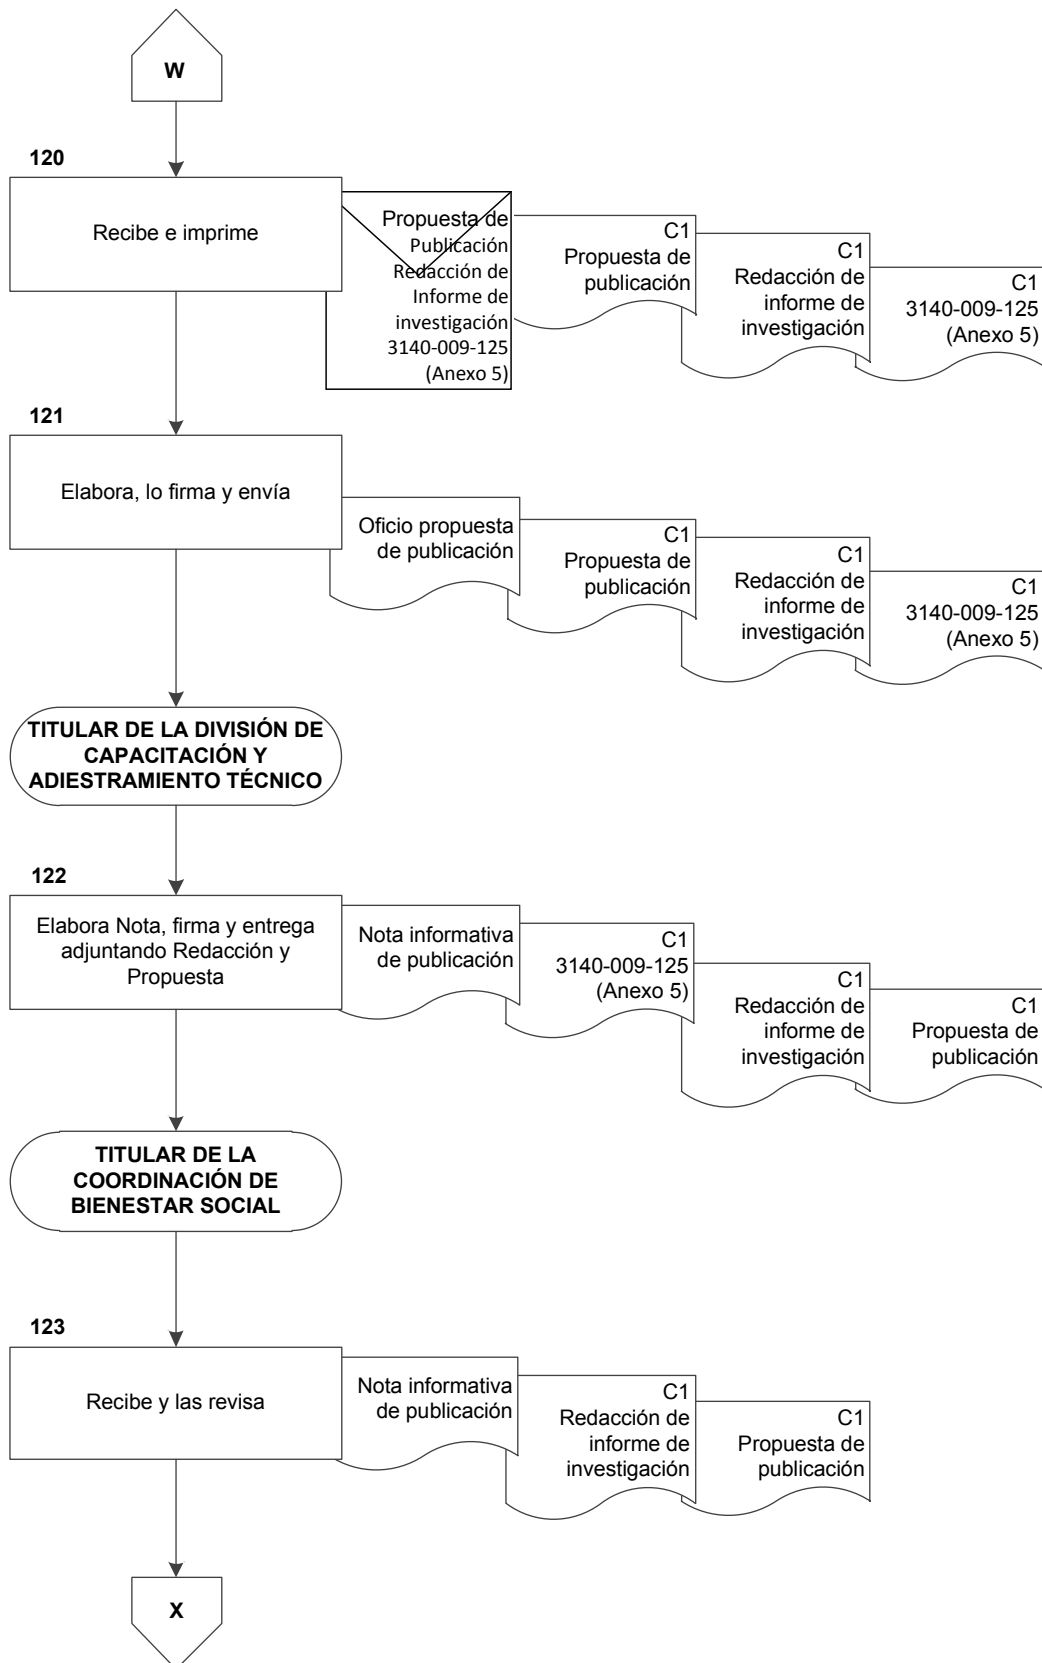 W
120
Recibe e imprime
Propuesta de
Publicación
Redacción de
Informe de
investigación
3140-009-125
(Anexo 5)
C1
Propuesta de
publicación
C1
Redacción de
informe de
investigación
C1
3140-009-125
(Anexo 5)
121
Elabora, lo firma y envía
Oficio propuesta
de publicación
C1
Propuesta de
publicación
C1
Redacción de
informe de
investigación
C1
3140-009-125
(Anexo 5)
TITULAR DE LA DIVISIÓN DE
CAPACITACIÓN Y
ADIESTRAMIENTO TÉCNICO
122
Elabora Nota, firma y entrega
adjuntando Redacción y
Propuesta
Nota informativa
de publicación
C1
3140-009-125
(Anexo 5)
C1
Redacción de
informe de
investigación
C1
Propuesta de
publicación
TITULAR DE LA
COORDINACIÓN DE
BIENESTAR SOCIAL
123
Recibe y las revisa
Nota informativa
de publicación
C1
Redacción de
informe de
investigación
C1
Propuesta de
publicación
X